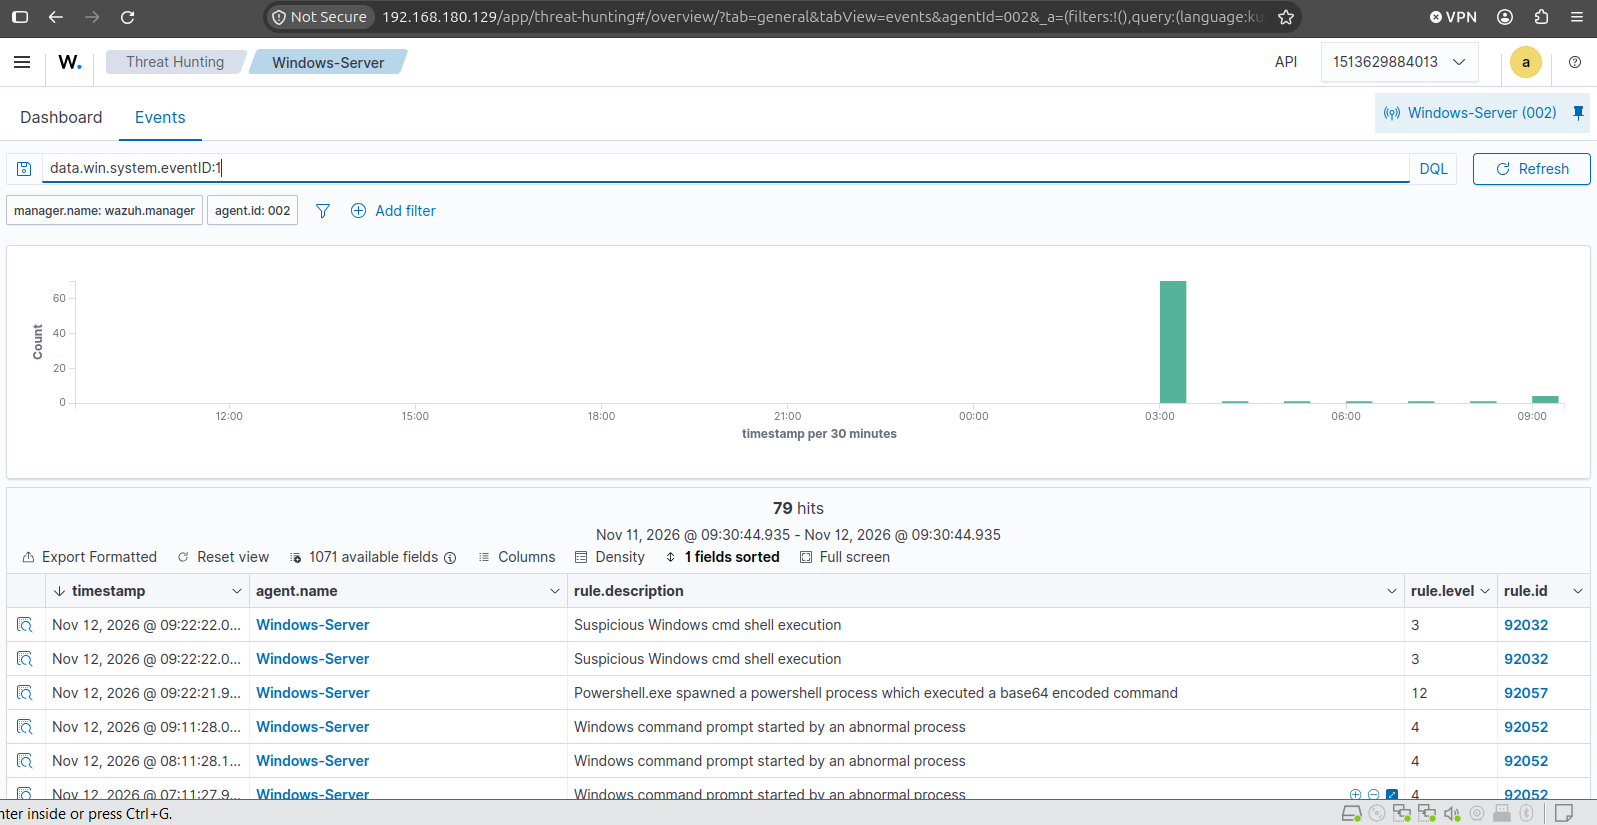 Not Secure 192.168.180.129/app/threat-hunting#/overview/?tab=general&tabView=events&agentId=002&_a=(filters:!(),query:(language:ku VPN
W. Threat Hunting Windows-Server API 1513629884013 a
Dashboard Events Windows-Server (002)
data.win.system.eventID:1 DQL Refresh
manager.name: wazuh.manager agent.id: 002 Add filter
60
40
20
0
Count
12:00 15:00 18:00 21:00 00:00 03:00 06:00 09:00
timestamp per 30 minutes
79 hits
Nov 11, 2026 @ 09:30:44.935 - Nov 12, 2026 @ 09:30:44.935
Export Formatted Reset view 1071 available fields Columns Density 1 fields sorted Full screen
timestamp agent.name rule.description rule.level rule.id
Nov 12, 2026 @ 09:22:22.0... Windows-Server Suspicious Windows cmd shell execution 3 92032
Nov 12, 2026 @ 09:22:22.0... Windows-Server Suspicious Windows cmd shell execution 3 92032
Nov 12, 2026 @ 09:22:21.9... Windows-Server Powershell.exe spawned a powershell process which executed a base64 encoded command 12 92057
Nov 12, 2026 @ 09:11:28.0... Windows-Server Windows command prompt started by an abnormal process 4 92052
Nov 12, 2026 @ 08:11:28.1... Windows-Server Windows command prompt started by an abnormal process 4 92052
Nov 12, 2026 @ 07:11:27.9... Windows-Server Windows command prompt started by an abnormal process 4 92052
nter inside or press Ctrl+G.